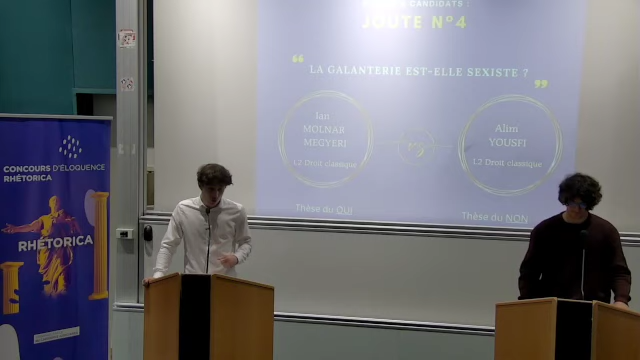 CANDIDATS :
JOUTE N°4
“ LA GALANTERIE EST-ELLE SEXISTE ? ”
Ian
MOLNAR
MEGYERI
L2 Droit classique
VS
Alim
YOUSFI
L2 Droit classique
Thèse du OUI
Thèse du NON
CONCOURS D'ÉLOQUENCE
RHÉTORICA
RHÉTORICA